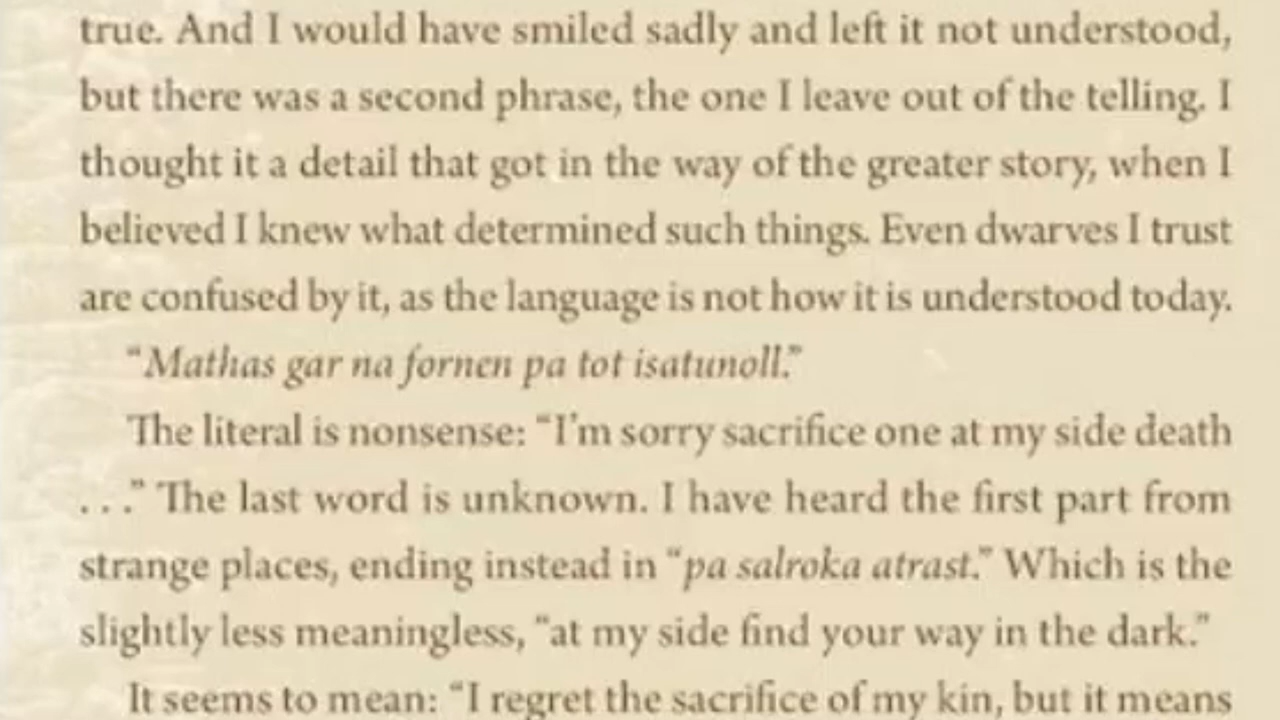 true. And I would have smiled sadly and left it not understood,
but there was a second phrase, the one I leave out of the telling. I
thought it a detail that got in the way of the greater story, when I
believed I knew what determined such things. Even dwarves I trust
are confused by it, as the language is not how it is understood today.
“Mathas gar na fornen pa tot isatunoll.”
The literal is nonsense: “I’m sorry sacrifice one at my side death
. . .” The last word is unknown. I have heard the first part from
strange places, ending instead in “pa salroka atrast.” Which is the
slightly less meaningless, “at my side find your way in the dark.”
It seems to mean: “I regret the sacrifice of my kin, but it means